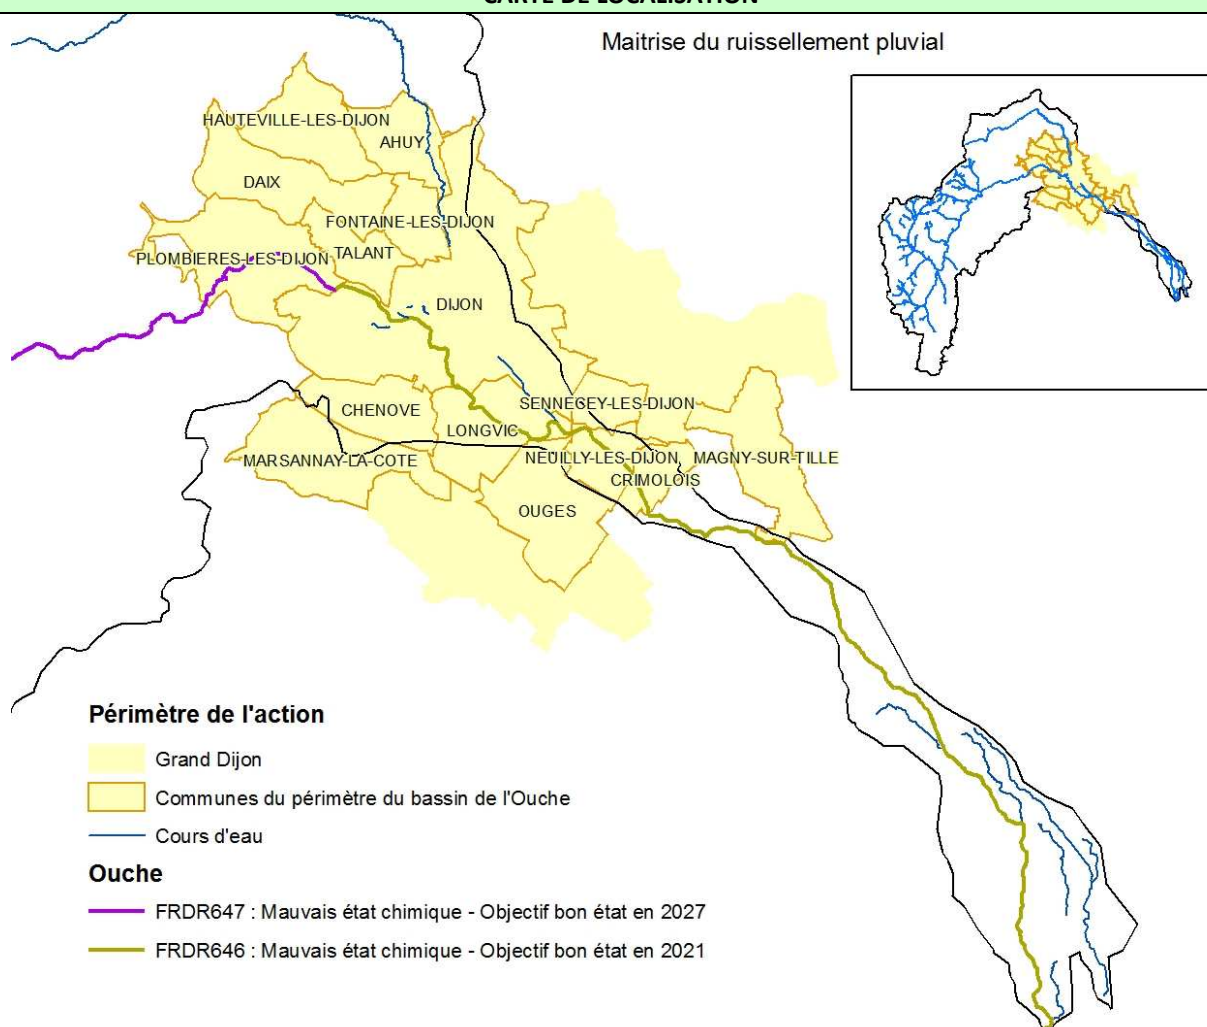 CARTE DE LOCALISATION
Maitrise du ruissellement pluvial
HAUTEVILLE-LES-DIJON
AHUY
DAIX
FONTAINE-LES-DIJON
TALANT
PLOMBIERES-LES-DIJON
DIJON
SENNECEY-LES-DIJON
CHENOVE
LONGVIC
MARSANNAY-LA-COTE
NEUILLY-LES-DIJON
MAGNY-SUR-TILLE
CRIMOLOIS
OUGES
Périmètre de l'action
Grand Dijon
Communes du périmètre du bassin de l'Ouche
Cours d'eau
Ouche
FRDR647 : Mauvais état chimique - Objectif bon état en 2027
FRDR646 : Mauvais état chimique - Objectif bon état en 2021